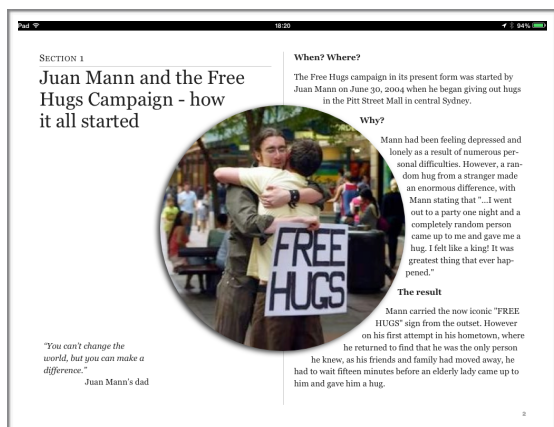 Pad 18:20 94%
SECTION 1
Juan Mann and the Free
Hugs Campaign - how
it all started
FREE
HUGS
"You can't change the
world, but you can make a
difference."
Juan Mann's dad
When? Where?
The Free Hugs campaign in its present form was started by
Juan Mann on June 30, 2004 when he began giving out hugs
in the Pitt Street Mall in central Sydney.
Why?
Mann had been feeling depressed and
lonely as a result of numerous per-
sonal difficulties. However, a ran-
dom hug from a stranger made
an enormous difference, with
Mann stating that "...I went
out to a party one night and a
completely random person
came up to me and gave me a
hug. I felt like a king! It was
greatest thing that ever hap-
pened."
The result
Mann carried the now iconic "FREE
HUGS" sign from the outset. However
on his first attempt in his hometown, where
he returned to find that he was the only person
he knew, as his friends and family had moved away, he
had to wait fifteen minutes before an elderly lady came up to
him and gave him a hug.
2